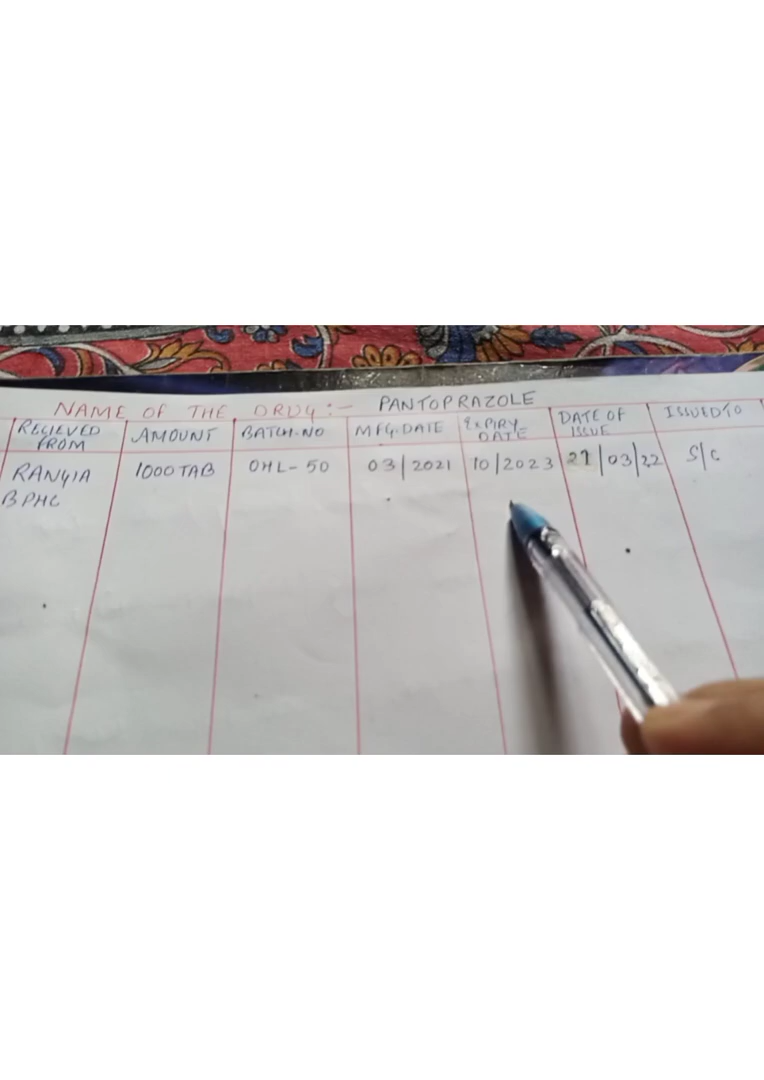 NAME OF THE DRUG:- PANTOPRAZOLE
RECIEVED FROM AMOUNT BATCH.NO MFG.DATE EXPIRY DATE DATE OF ISSUE ISSUED TO
RANGIA 1000 TAB OHL-50 03/2021 10/2023 /03/22 S/C
BPHC